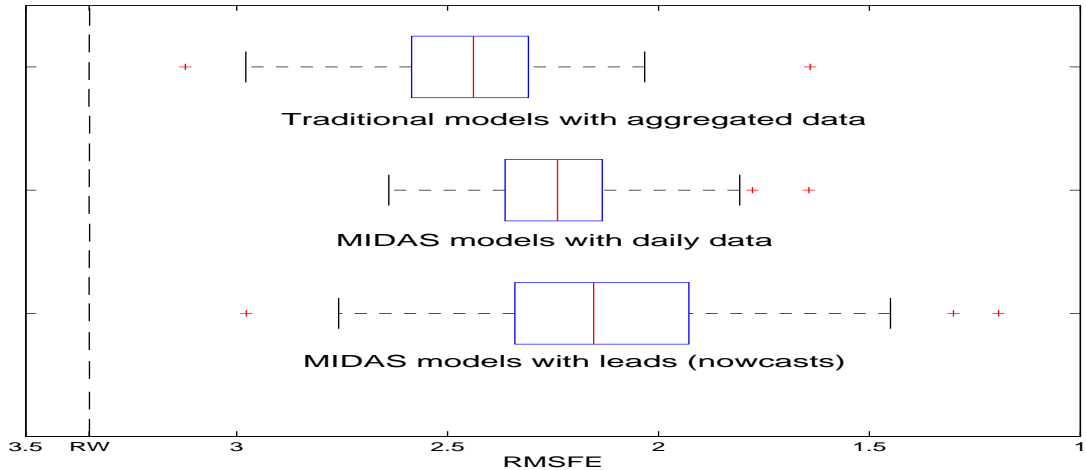 Traditional models with aggregated data
MIDAS models with daily data
MIDAS models with leads (nowcasts)
3.5 RW 3 2.5 2 1.5 1
RMSFE